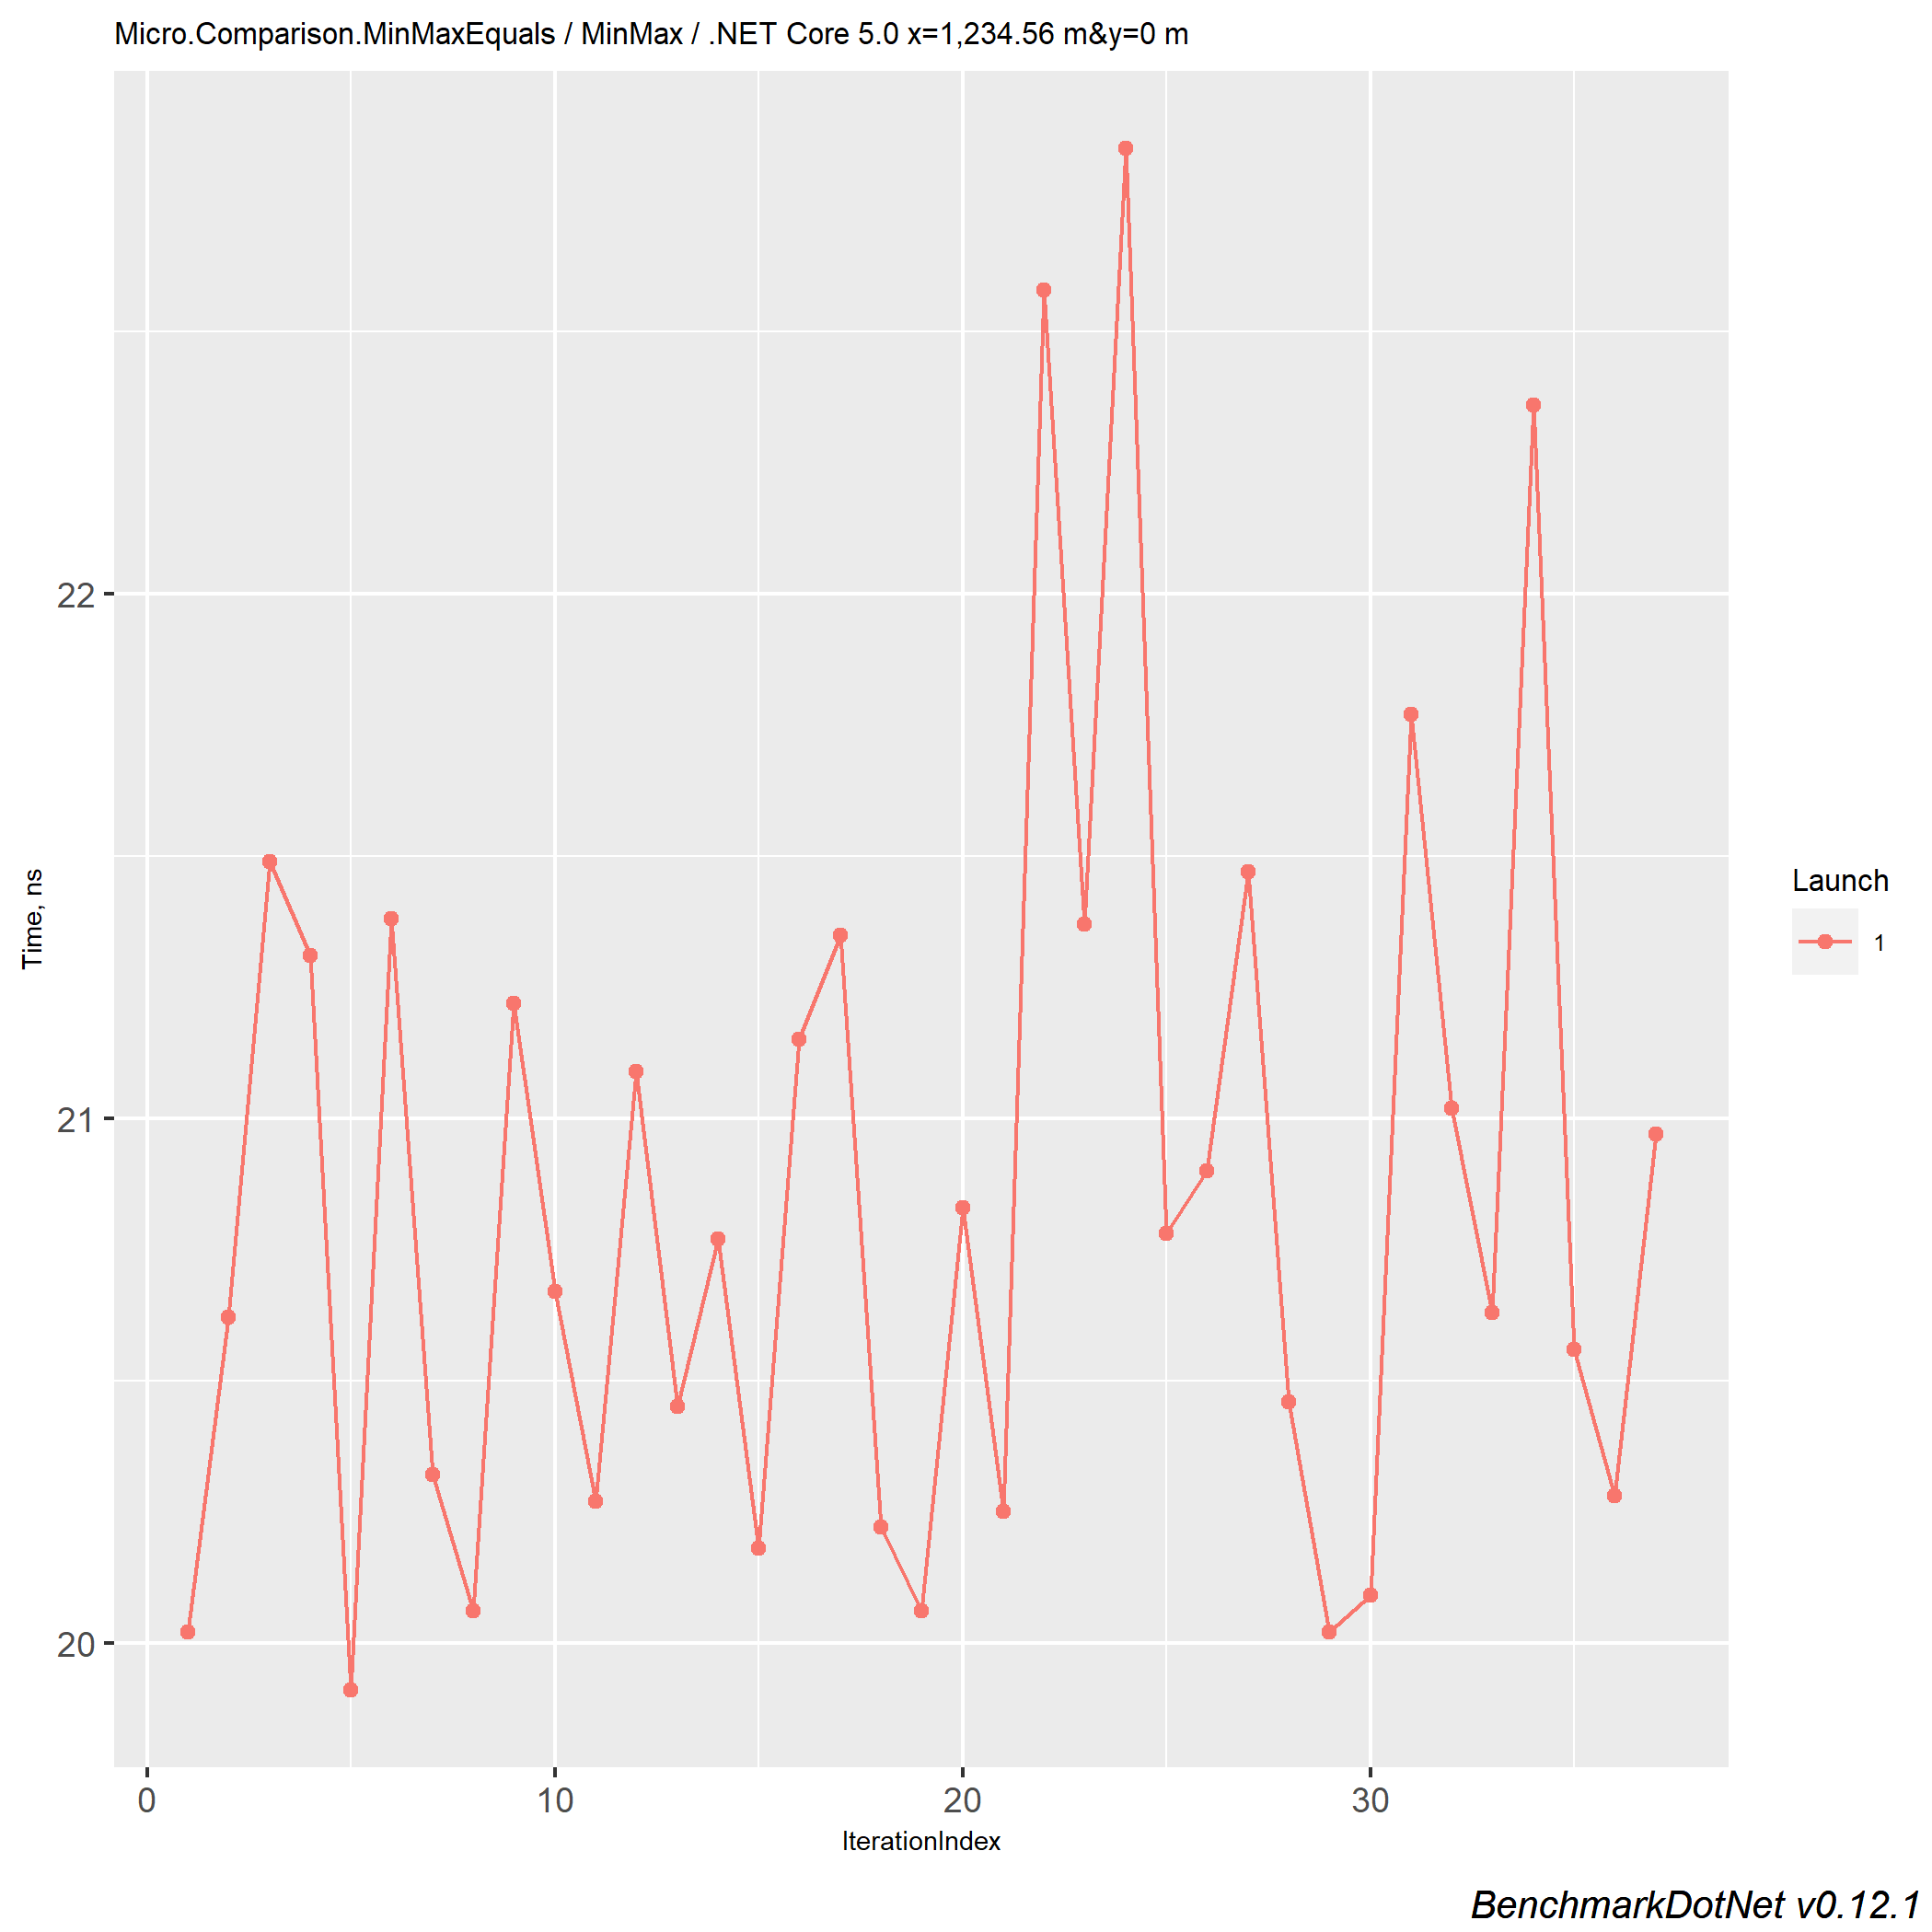 Micro.Comparison.MinMaxEquals / MinMax / .NET Core 5.0 x=1,234.56 m&y=0 m
22
21
20
Time, ns
0 10 20 30
IterationIndex
Launch
1
BenchmarkDotNet v0.12.1